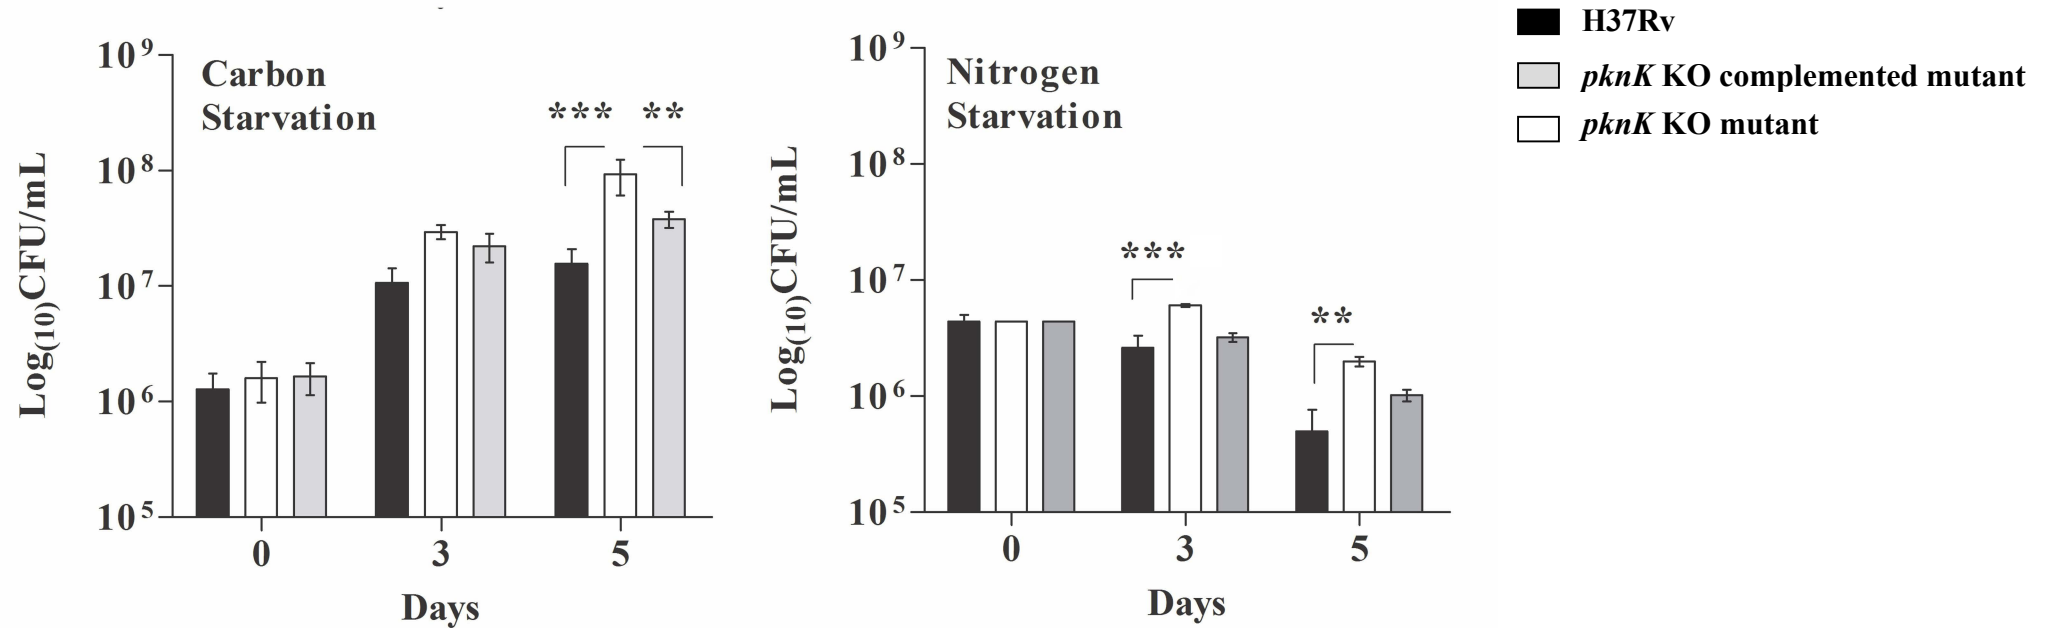 Carbon
Starvation
*** **
10⁹
10⁸
10⁷
10⁶
10⁵
Log₍₁₀₎CFU/mL
0 3 5
Days
Nitrogen
Starvation
***
**
10⁹
10⁸
10⁷
10⁶
10⁵
Log₍₁₀₎CFU/mL
0 3 5
Days
H37Rv
pknK KO complemented mutant
pknK KO mutant